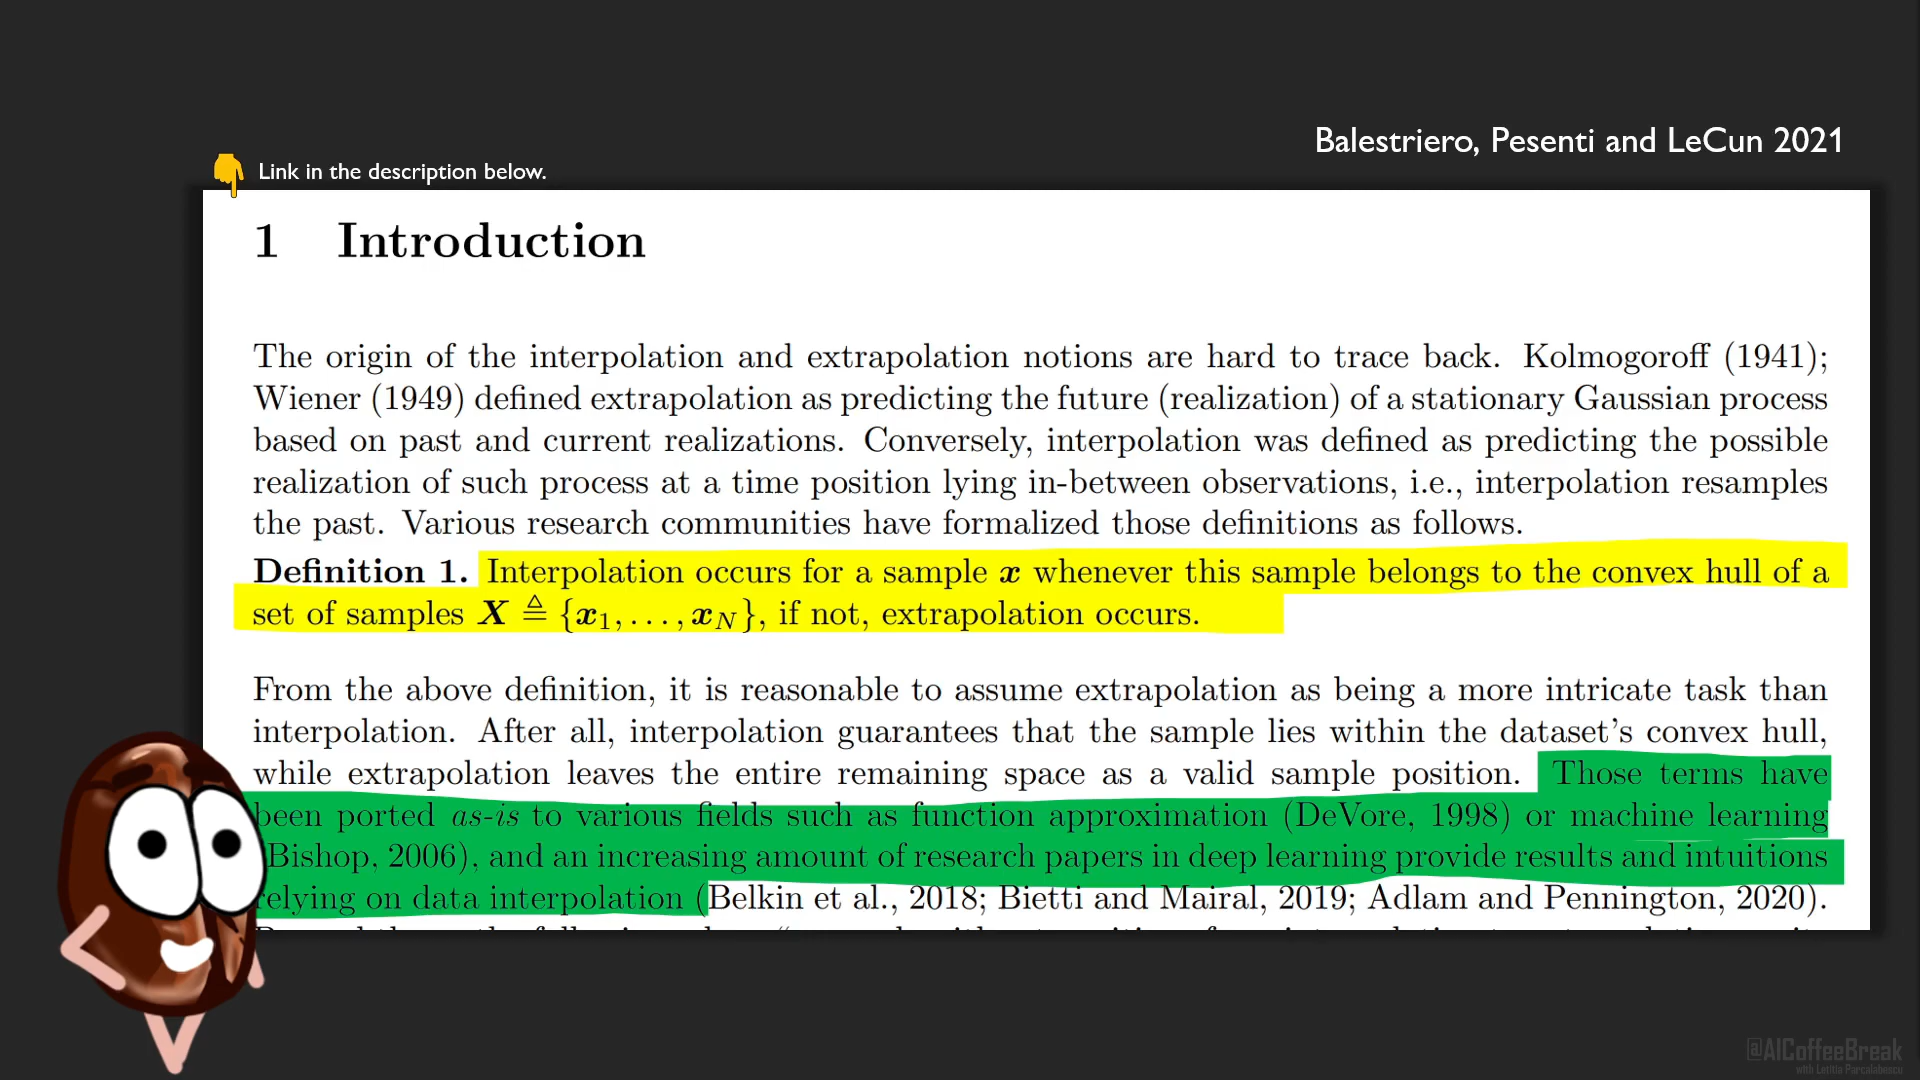 Balestriero, Pesenti and LeCun 2021
Link in the description below.
1 Introduction
The origin of the interpolation and extrapolation notions are hard to trace back. Kolmogoroff (1941);
Wiener (1949) defined extrapolation as predicting the future (realization) of a stationary Gaussian process
based on past and current realizations. Conversely, interpolation was defined as predicting the possible
realization of such process at a time position lying in-between observations, i.e., interpolation resamples
the past. Various research communities have formalized those definitions as follows.
Definition 1. Interpolation occurs for a sample x whenever this sample belongs to the convex hull of a
set of samples X ≜ {x₁, . . . , x_N}, if not, extrapolation occurs.
From the above definition, it is reasonable to assume extrapolation as being a more intricate task than
interpolation. After all, interpolation guarantees that the sample lies within the dataset's convex hull,
while extrapolation leaves the entire remaining space as a valid sample position. Those terms have
been ported as-is to various fields such as function approximation (DeVore, 1998) or machine learning
(Bishop, 2006), and an increasing amount of research papers in deep learning provide results and intuitions
relying on data interpolation (Belkin et al., 2018; Bietti and Mairal, 2019; Adlam and Pennington, 2020).
@AICoffeeBreak
with Letitia Parcalabescu